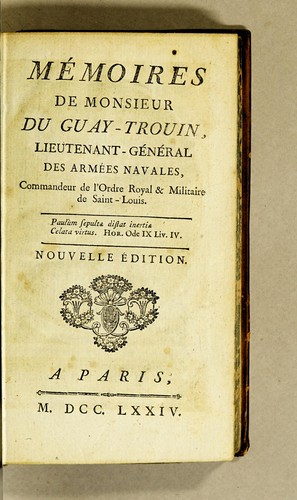 MÉMOIRES
DE MONSIEUR
DU GUAY-TROUIN,
LIEUTENANT-GÉNÉRAL
DES ARMÉES NAVALES,
Commandeur de l'Ordre Royal & Militaire
de Saint-Louis.
Paulùm sepultæ distat inertiæ
Celata virtus. HOR. Ode IX Liv. IV.
NOUVELLE ÉDITION.
A PARIS,
M. DCC. LXXIV.